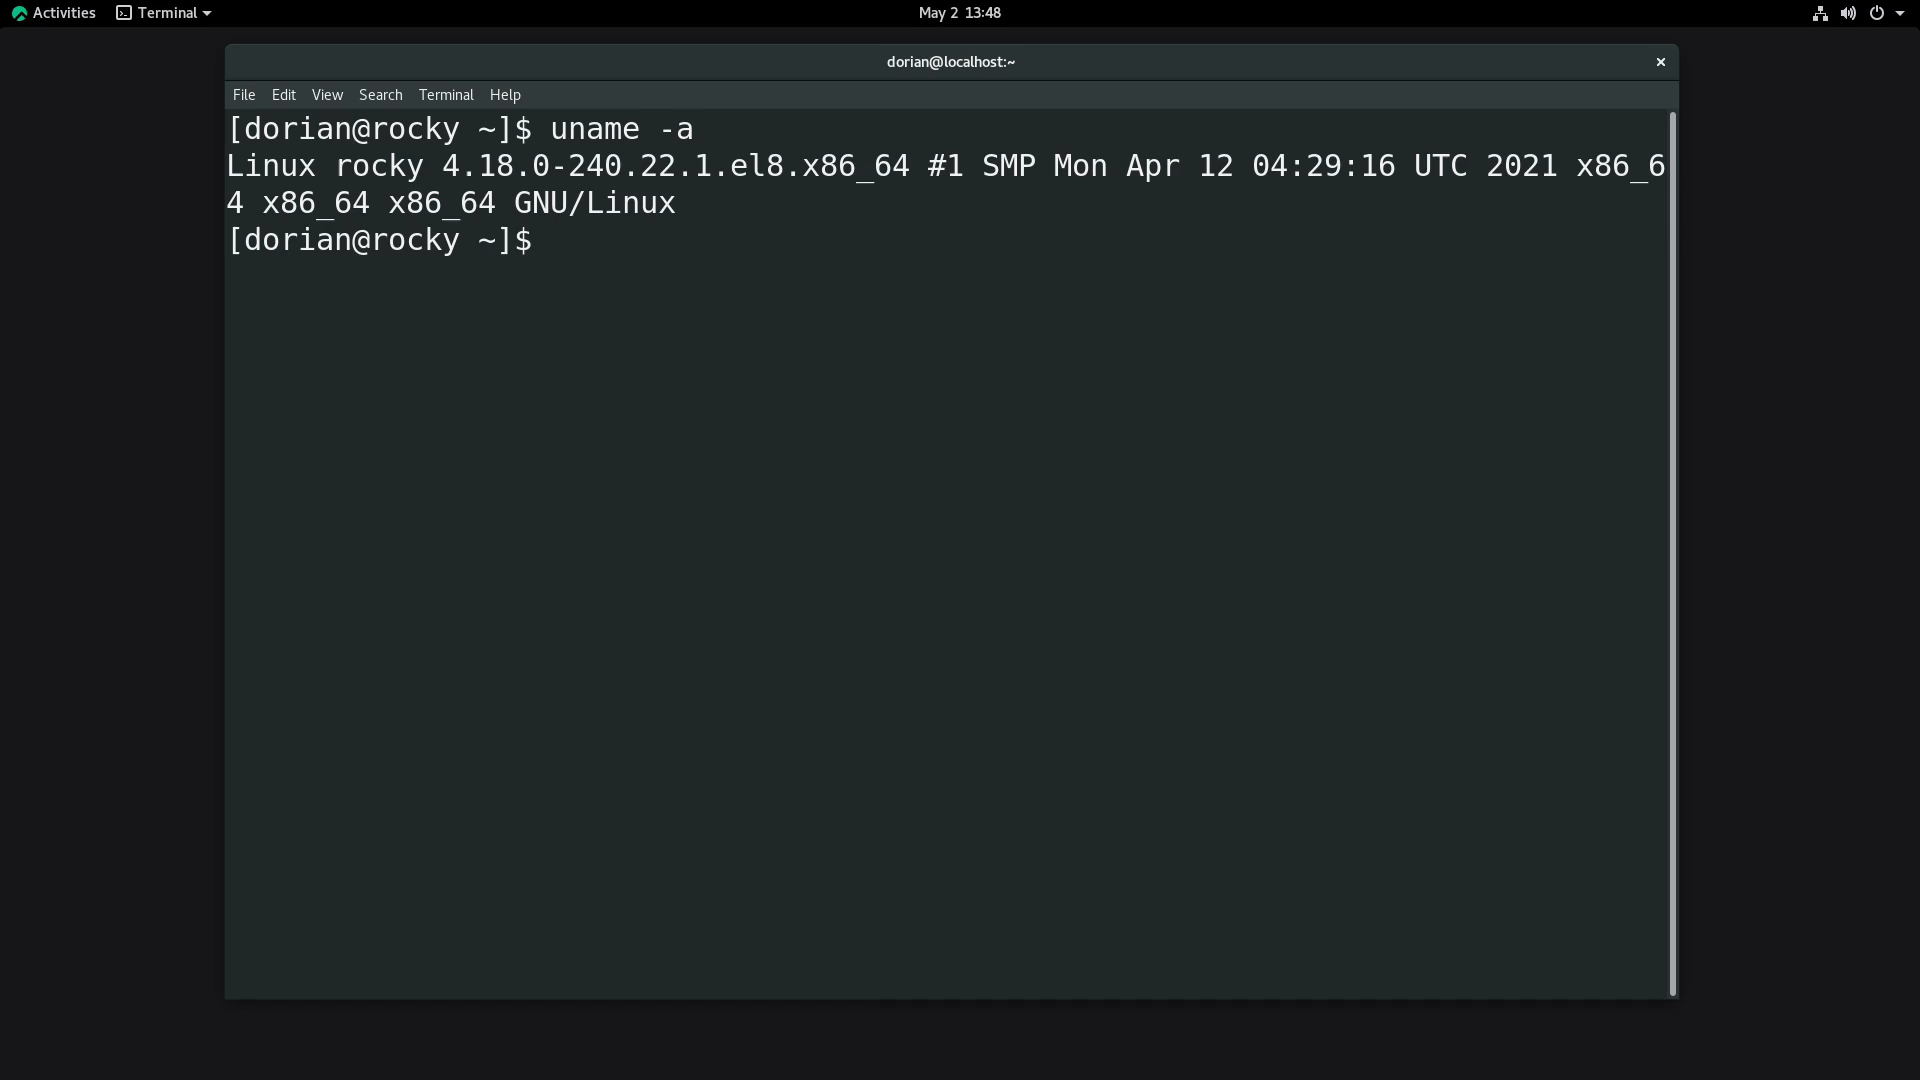 Activities Terminal May 2 13:48
dorian@localhost:~
File Edit View Search Terminal Help
[dorian@rocky ~]$ uname -a
Linux rocky 4.18.0-240.22.1.el8.x86_64 #1 SMP Mon Apr 12 04:29:16 UTC 2021 x86_6
4 x86_64 x86_64 GNU/Linux
[dorian@rocky ~]$